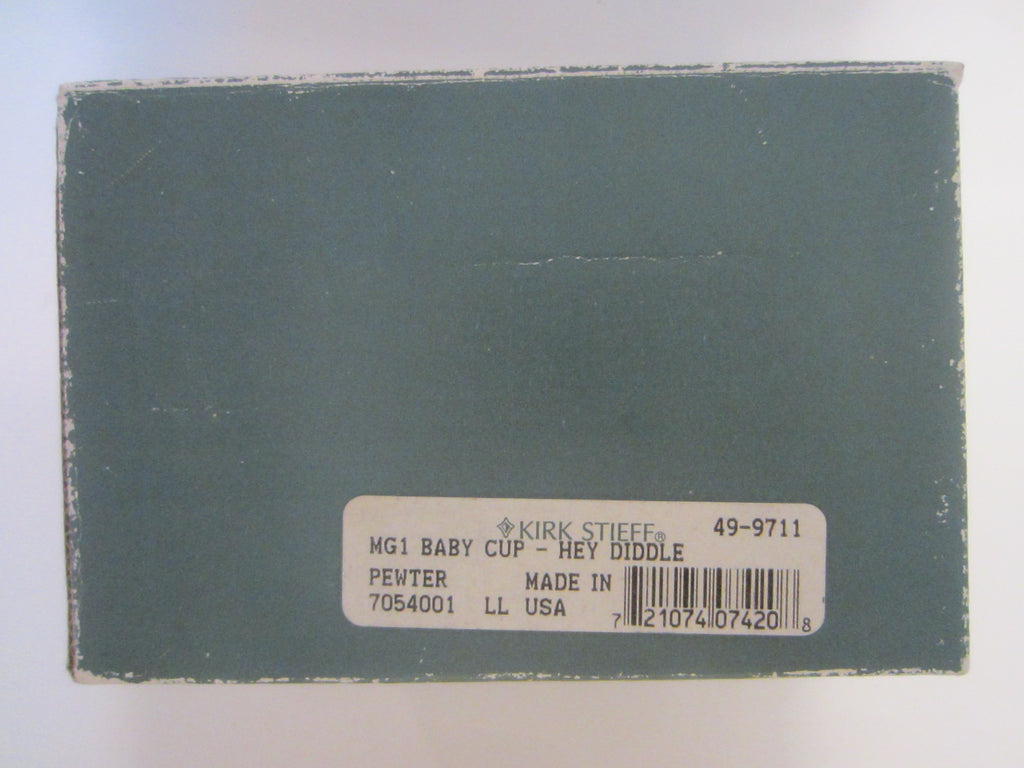 KIRK STIEFF® 49-9711
MG1 BABY CUP - HEY DIDDLE
PEWTER MADE IN
7054001 LL USA
7 21074 07420 8